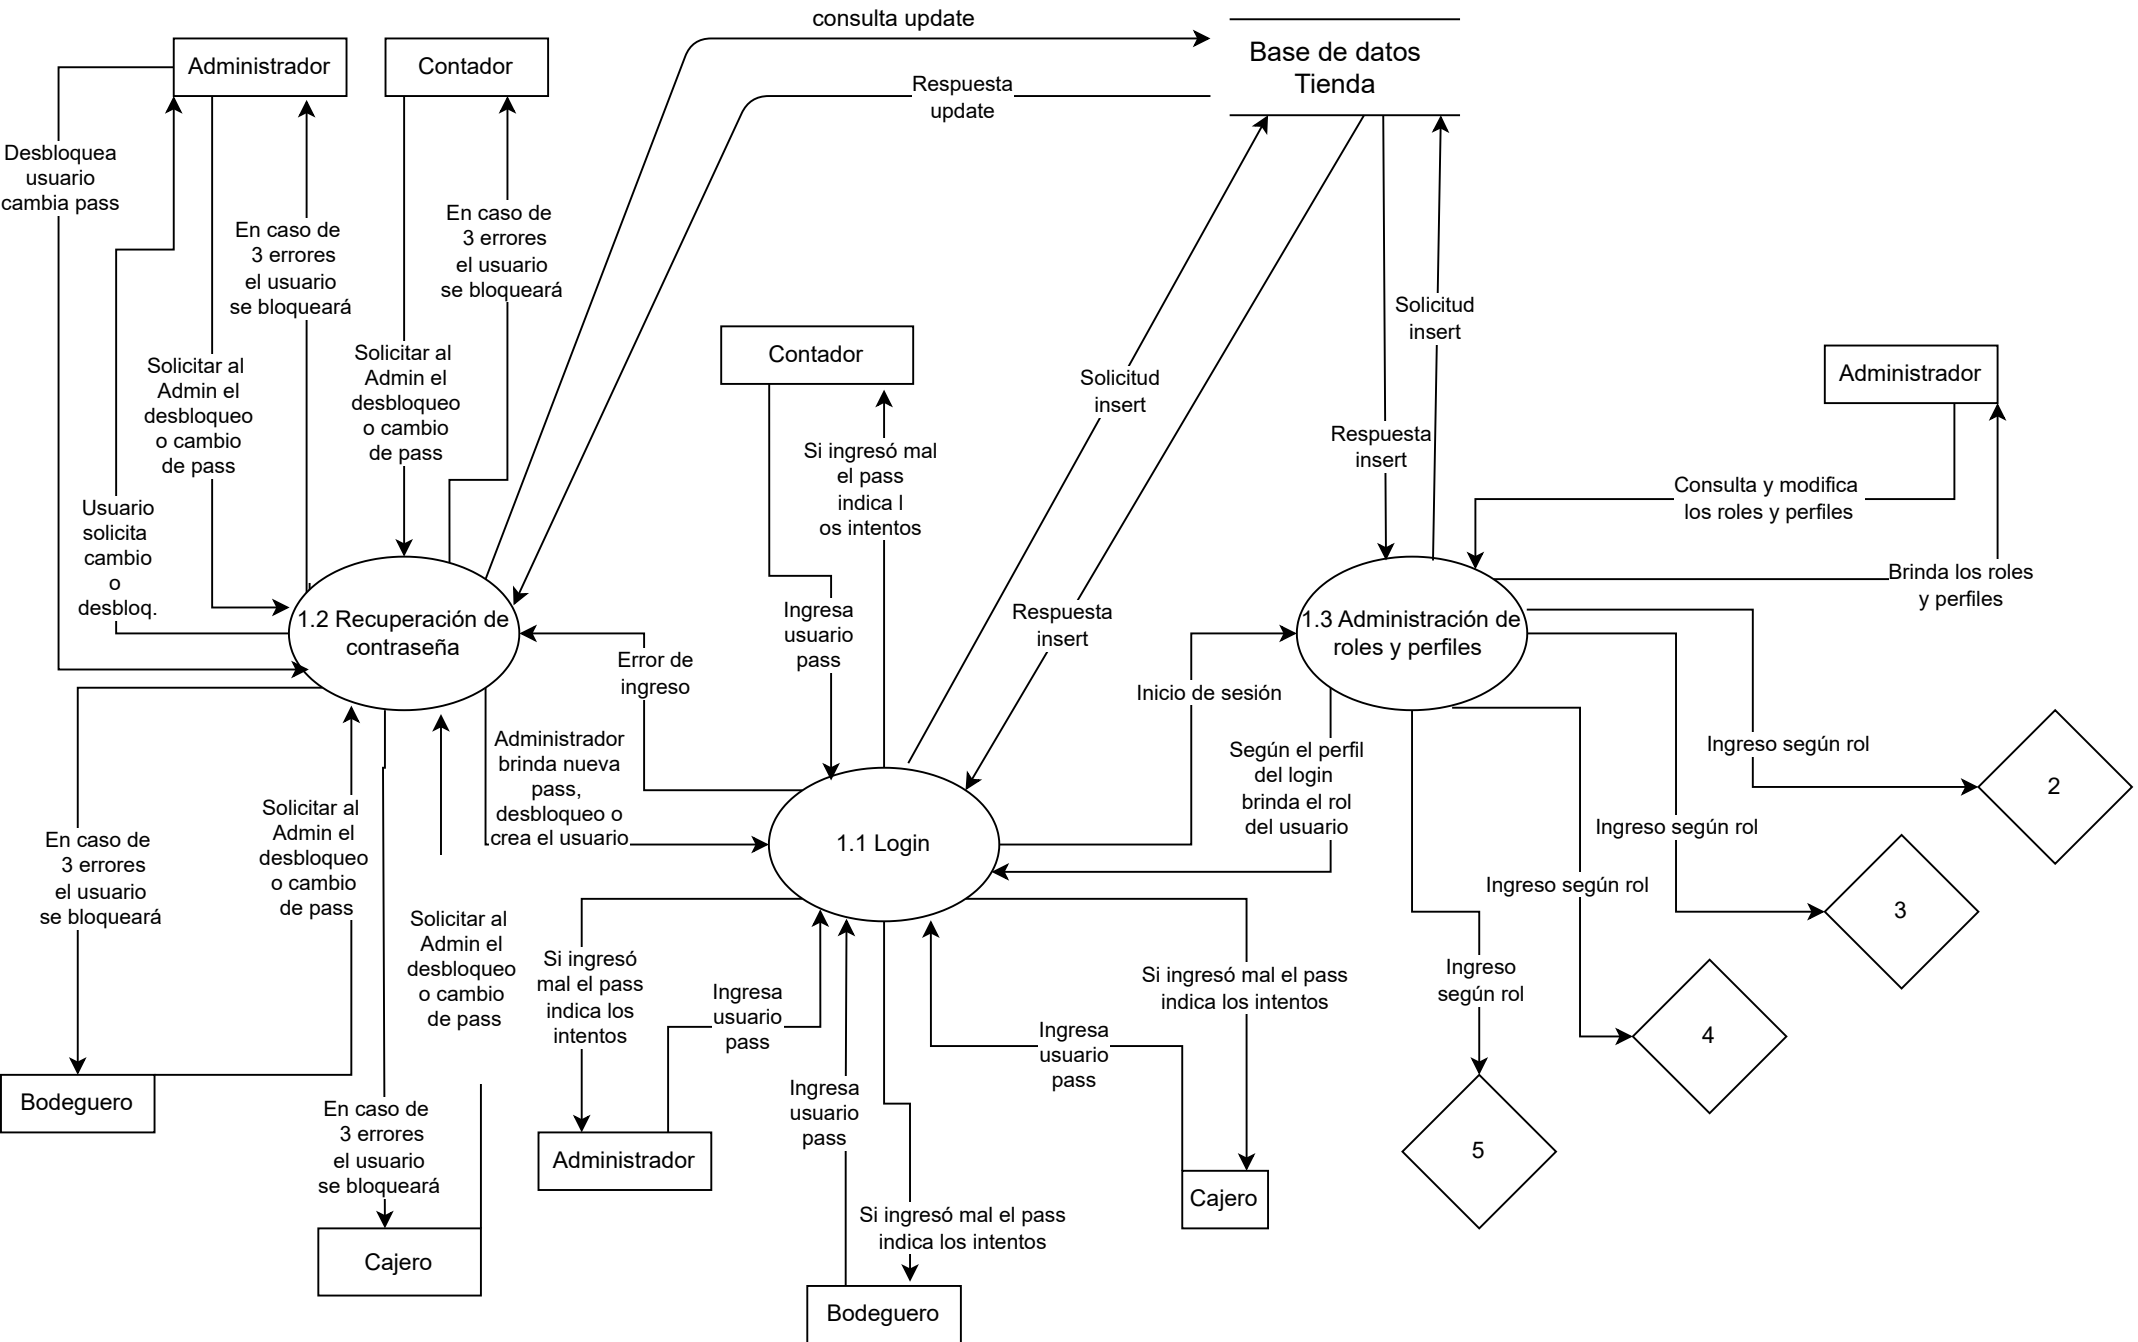 consulta update
Base de datos
Tienda
Administrador
Contador
Respuesta
update
Desbloquea
usuario
cambia pass
En caso de
3 errores
el usuario
se bloqueará
En caso de
3 errores
el usuario
se bloqueará
Solicitar al
Admin el
desbloqueo
o cambio
de pass
Solicitar al
Admin el
desbloqueo
o cambio
de pass
Usuario
solicita
cambio
o
desbloq.
Contador
Solicitud
insert
Solicitud
insert
Respuesta
insert
Administrador
Si ingresó mal
el pass
indica l
os intentos
Consulta y modifica
los roles y perfiles
Brinda los roles
y perfiles
1.2 Recuperación de
contraseña
Ingresa
usuario
pass
Respuesta
insert
1.3 Administración de
roles y perfiles
Error de
ingreso
Inicio de sesión
Administrador
brinda nueva
pass,
desbloqueo o
crea el usuario
Según el perfil
del login
brinda el rol
del usuario
Ingreso según rol
2
1.1 Login
Ingreso según rol
3
Ingreso según rol
4
Ingreso
según rol
5
En caso de
3 errores
el usuario
se bloqueará
Solicitar al
Admin el
desbloqueo
o cambio
de pass
Solicitar al
Admin el
desbloqueo
o cambio
de pass
Si ingresó
mal el pass
indica los
intentos
Ingresa
usuario
pass
Si ingresó mal el pass
indica los intentos
Ingresa
usuario
pass
Ingresa
usuario
pass
Bodeguero
En caso de
3 errores
el usuario
se bloqueará
Administrador
Cajero
Si ingresó mal el pass
indica los intentos
Cajero
Bodeguero